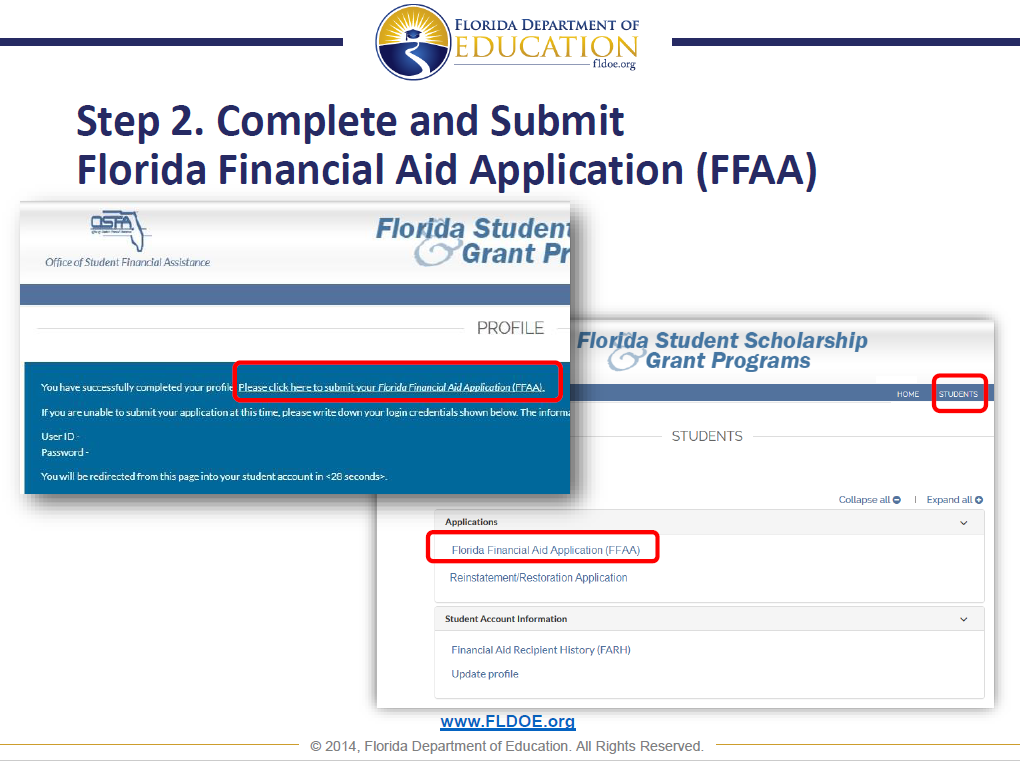 FLORIDA DEPARTMENT OF
EDUCATION
fldoe.org
Step 2. Complete and Submit
Florida Financial Aid Application (FFAA)
OSFA
Office of Student Financial Assistance
Florida Student
& Grant Pr
PROFILE
You have successfully completed your profile. Please click here to submit your Florida Financial Aid Application (FFAA).
If you are unable to submit your application at this time, please write down your login credentials shown below. The informa
User ID -
Password -
You will be redirected from this page into your student account in <28 seconds>.
Florida Student Scholarship
& Grant Programs
HOME STUDENTS
STUDENTS
Collapse all | Expand all
Applications
Florida Financial Aid Application (FFAA)
Reinstatement/Restoration Application
Student Account Information
Financial Aid Recipient History (FARH)
Update profile
www.FLDOE.org
© 2014, Florida Department of Education. All Rights Reserved.